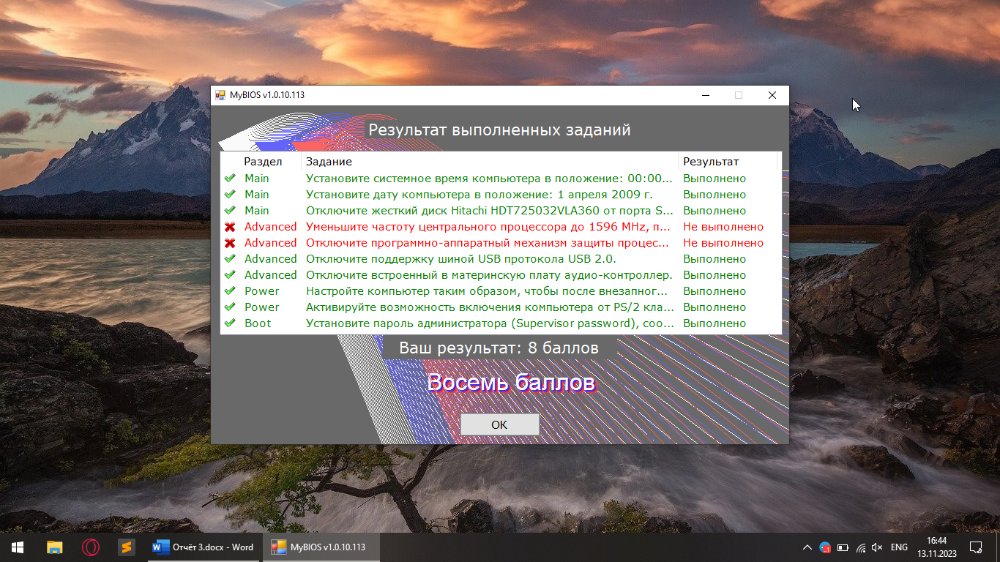 MyBIOS v1.0.10.113
Результат выполненных заданий
Раздел Задание Результат
Main Установите системное время компьютера в положение: 00:00... Выполнено
Main Установите дату компьютера в положение: 1 апреля 2009 г. Выполнено
Main Отключите жесткий диск Hitachi HDT725032VLA360 от порта S... Выполнено
Advanced Уменьшите частоту центрального процессора до 1596 MHz, п... Не выполнено
Advanced Отключите программно-аппаратный механизм защиты процес... Не выполнено
Advanced Отключите поддержку шиной USB протокола USB 2.0. Выполнено
Advanced Отключите встроенный в материнскую плату аудио-контроллер. Выполнено
Power Настройте компьютер таким образом, чтобы после внезапног... Выполнено
Power Активируйте возможность включения компьютера от PS/2 кла... Выполнено
Boot Установите пароль администратора (Supervisor password), соо... Выполнено
Ваш результат: 8 баллов
Восемь баллов
OK
Отчёт 3.docx - Word MyBIOS v1.0.10.113 ENG 16:44
13.11.2023